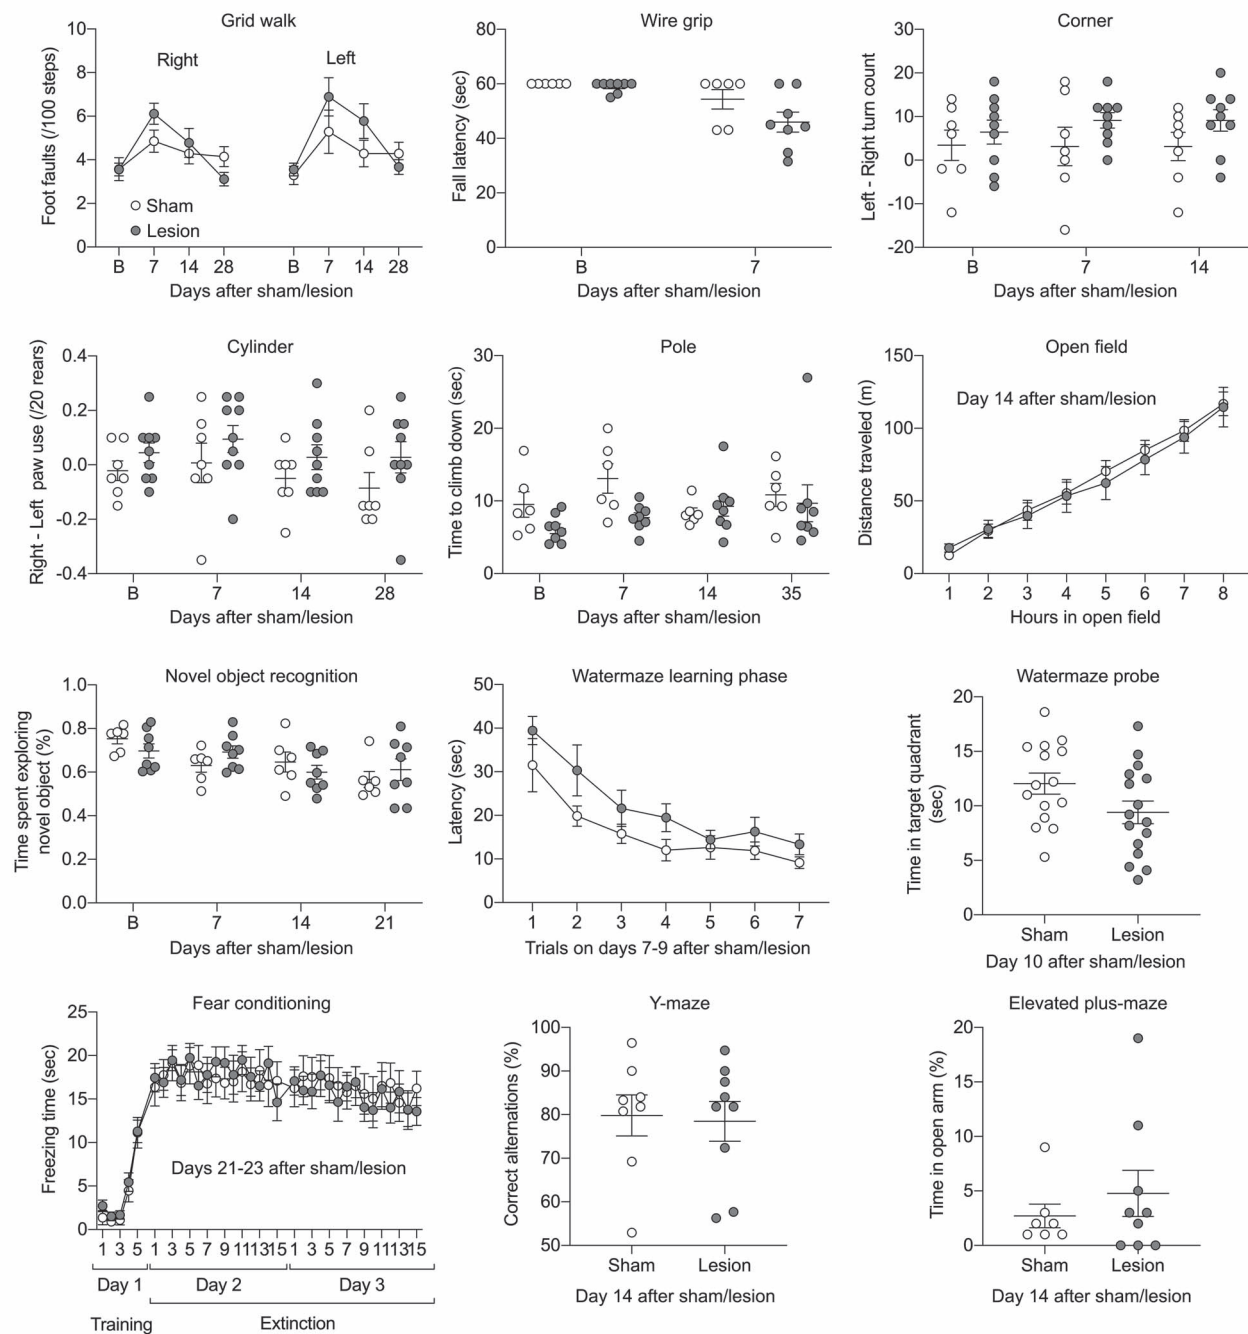 Grid walk
Foot faults (/100 steps)
10
8
6
4
2
0
Right
Left
Sham
Lesion
B 7 14 28 B 7 14 28
Days after sham/lesion
Wire grip
Fall latency (sec)
80
60
40
20
0
B 7
Days after sham/lesion
Corner
Left - Right turn count
30
20
10
0
-10
-20
B 7 14
Days after sham/lesion
Cylinder
Right - Left paw use (/20 rears)
0.4
0.2
0.0
-0.2
-0.4
B 7 14 28
Days after sham/lesion
Pole
Time to climb down (sec)
30
20
10
0
B 7 14 35
Days after sham/lesion
Open field
Distance traveled (m)
150
100
50
0
Day 14 after sham/lesion
1 2 3 4 5 6 7 8
Hours in open field
Novel object recognition
Time spent exploring
novel object (%)
1.0
0.8
0.6
0.4
0.2
0.0
B 7 14 21
Days after sham/lesion
Watermaze learning phase
Latency (sec)
50
40
30
20
10
0
1 2 3 4 5 6 7
Trials on days 7-9 after sham/lesion
Watermaze probe
Time in target quadrant
(sec)
20
15
10
5
0
Sham Lesion
Day 10 after sham/lesion
Fear conditioning
Freezing time (sec)
25
20
15
10
5
0
Days 21-23 after sham/lesion
1 3 5 1 3 5 7 9 11 13 15 1 3 5 7 9 11 13 15
Day 1 Day 2 Day 3
Training Extinction
Y-maze
Correct alternations (%)
100
90
80
70
60
50
Sham Lesion
Day 14 after sham/lesion
Elevated plus-maze
Time in open arm (%)
20
15
10
5
0
Sham Lesion
Day 14 after sham/lesion